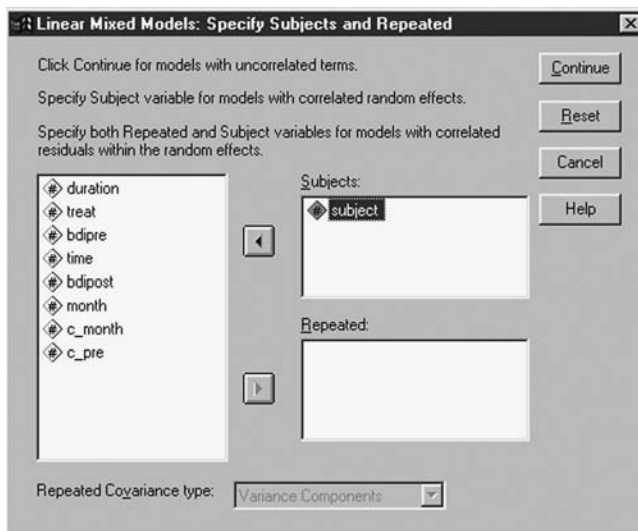 Linear Mixed Models: Specify Subjects and Repeated
Click Continue for models with uncorrelated terms.
Specify Subject variable for models with correlated random effects.
Specify both Repeated and Subject variables for models with correlated
residuals within the random effects.
duration
treat
bdipre
time
bdipost
month
c_month
c_pre
Subjects:
subject
Repeated:
Repeated Covariance type:
Variance Components
Continue
Reset
Cancel
Help